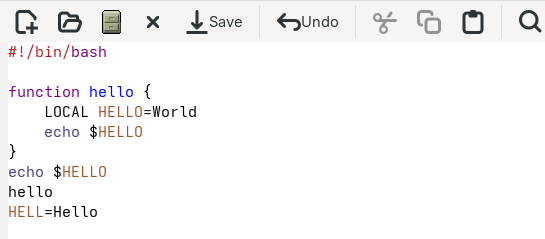 Save Undo
#!/bin/bash
function hello {
    LOCAL HELLO=World
    echo $HELLO
}
echo $HELLO
hello
HELL=Hello